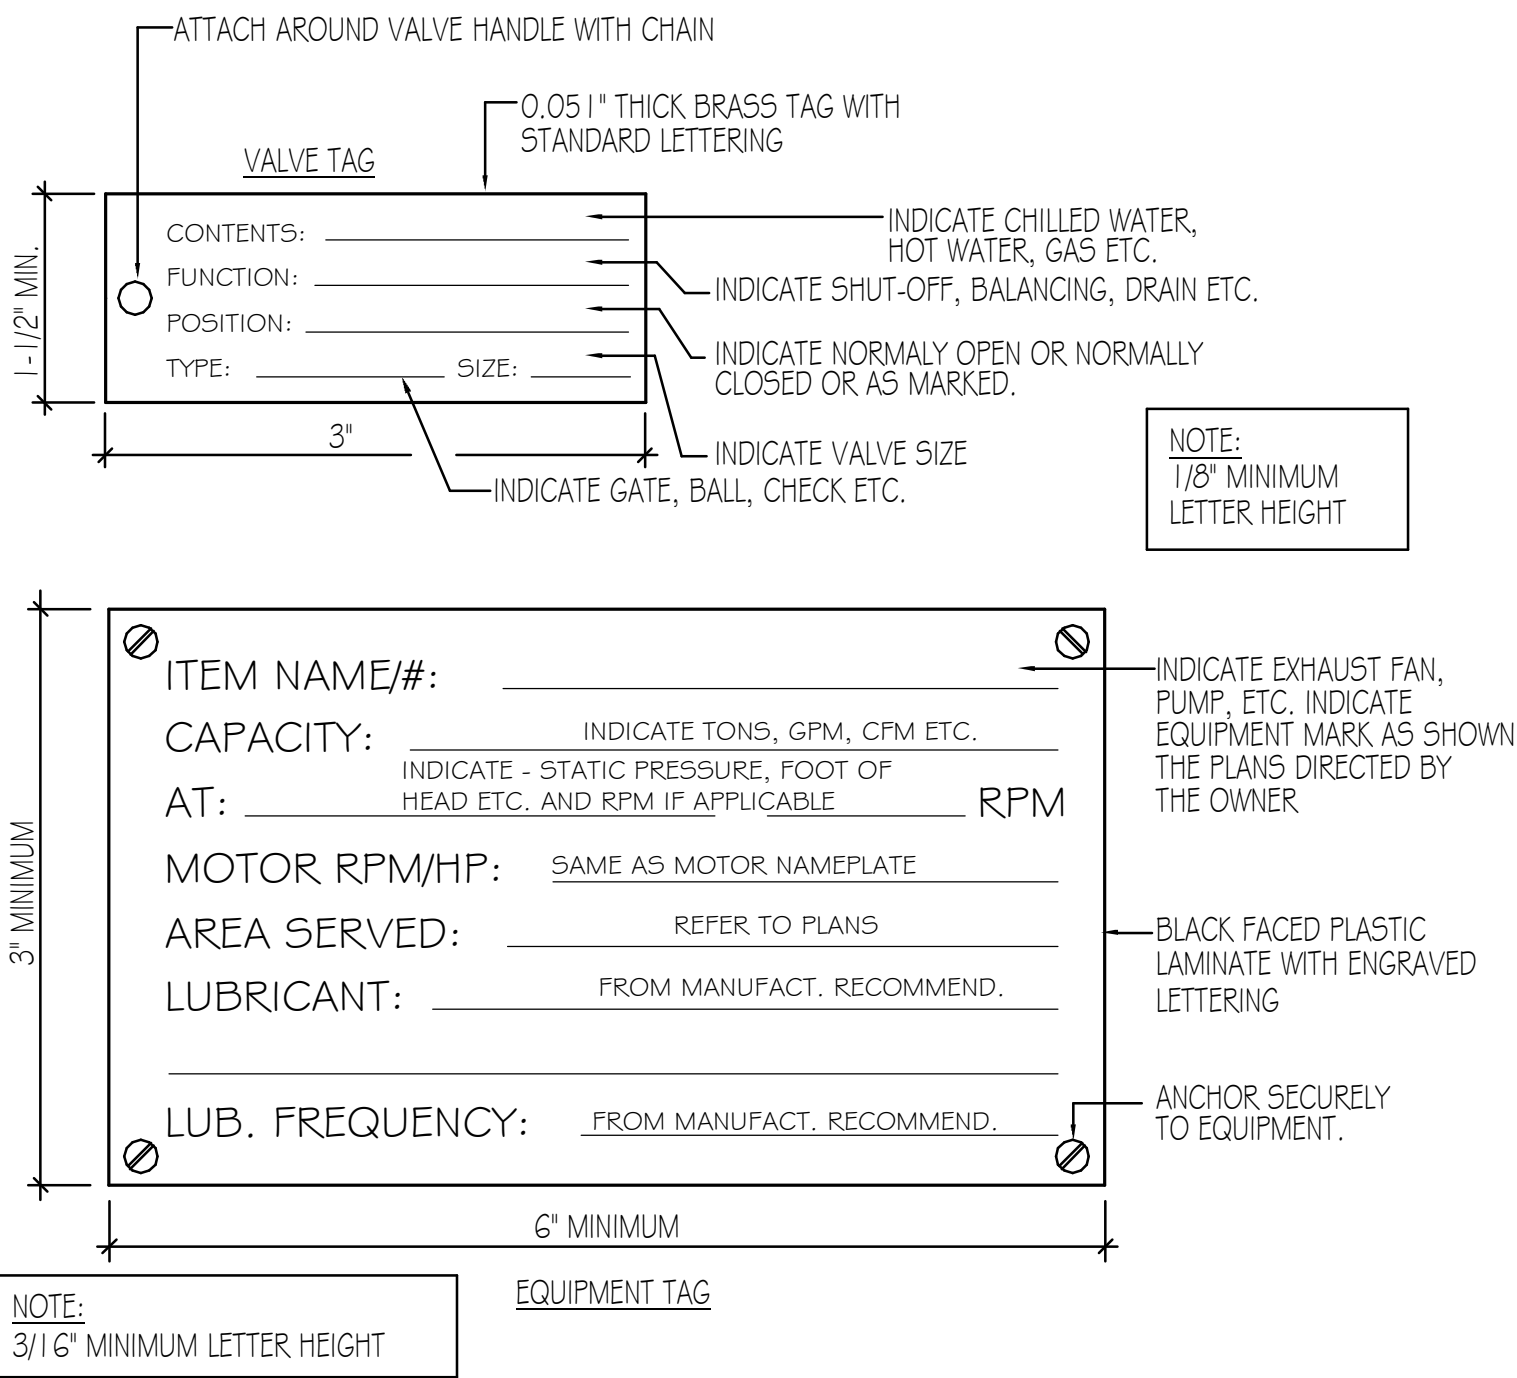 ATTACH AROUND VALVE HANDLE WITH CHAIN
0.051" THICK BRASS TAG WITH
STANDARD LETTERING
VALVE TAG
CONTENTS:
FUNCTION:
POSITION:
TYPE: SIZE:
1-1/2" MIN.
3"
INDICATE CHILLED WATER,
HOT WATER, GAS ETC.
INDICATE SHUT-OFF, BALANCING, DRAIN ETC.
INDICATE NORMALY OPEN OR NORMALLY
CLOSED OR AS MARKED.
INDICATE VALVE SIZE
INDICATE GATE, BALL, CHECK ETC.
NOTE:
1/8" MINIMUM
LETTER HEIGHT
ITEM NAME/#:
CAPACITY: INDICATE TONS, GPM, CFM ETC.
INDICATE - STATIC PRESSURE, FOOT OF
AT: HEAD ETC. AND RPM IF APPLICABLE RPM
MOTOR RPM/HP: SAME AS MOTOR NAMEPLATE
AREA SERVED: REFER TO PLANS
LUBRICANT: FROM MANUFACT. RECOMMEND.
LUB. FREQUENCY: FROM MANUFACT. RECOMMEND.
3" MINIMUM
6" MINIMUM
INDICATE EXHAUST FAN,
PUMP, ETC. INDICATE
EQUIPMENT MARK AS SHOWN
THE PLANS DIRECTED BY
THE OWNER
BLACK FACED PLASTIC
LAMINATE WITH ENGRAVED
LETTERING
ANCHOR SECURELY
TO EQUIPMENT.
EQUIPMENT TAG
NOTE:
3/16" MINIMUM LETTER HEIGHT